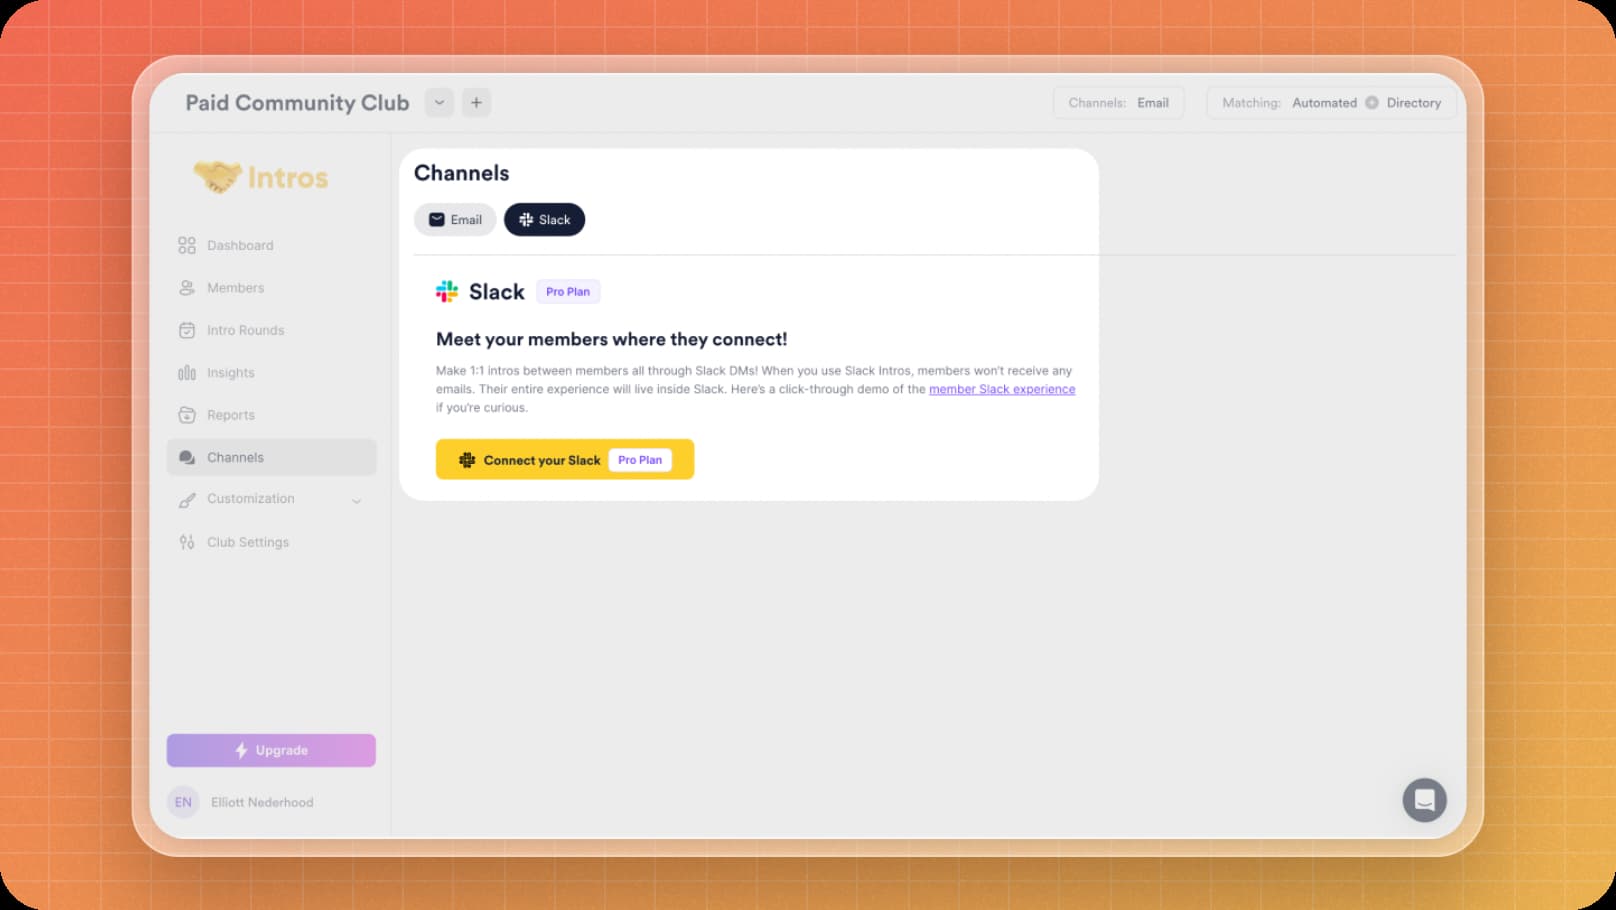 Paid Community Club
Channels: Email
Matching: Automated Directory
Intros
Dashboard
Members
Intro Rounds
Insights
Reports
Channels
Customization
Club Settings
Upgrade
EN Elliott Nederhood
Channels
Email Slack
Slack Pro Plan
Meet your members where they connect!
Make 1:1 intros between members all through Slack DMs! When you use Slack Intros, members won't receive any
emails. Their entire experience will live inside Slack. Here's a click-through demo of the member Slack experience
if you're curious.
Connect your Slack Pro Plan